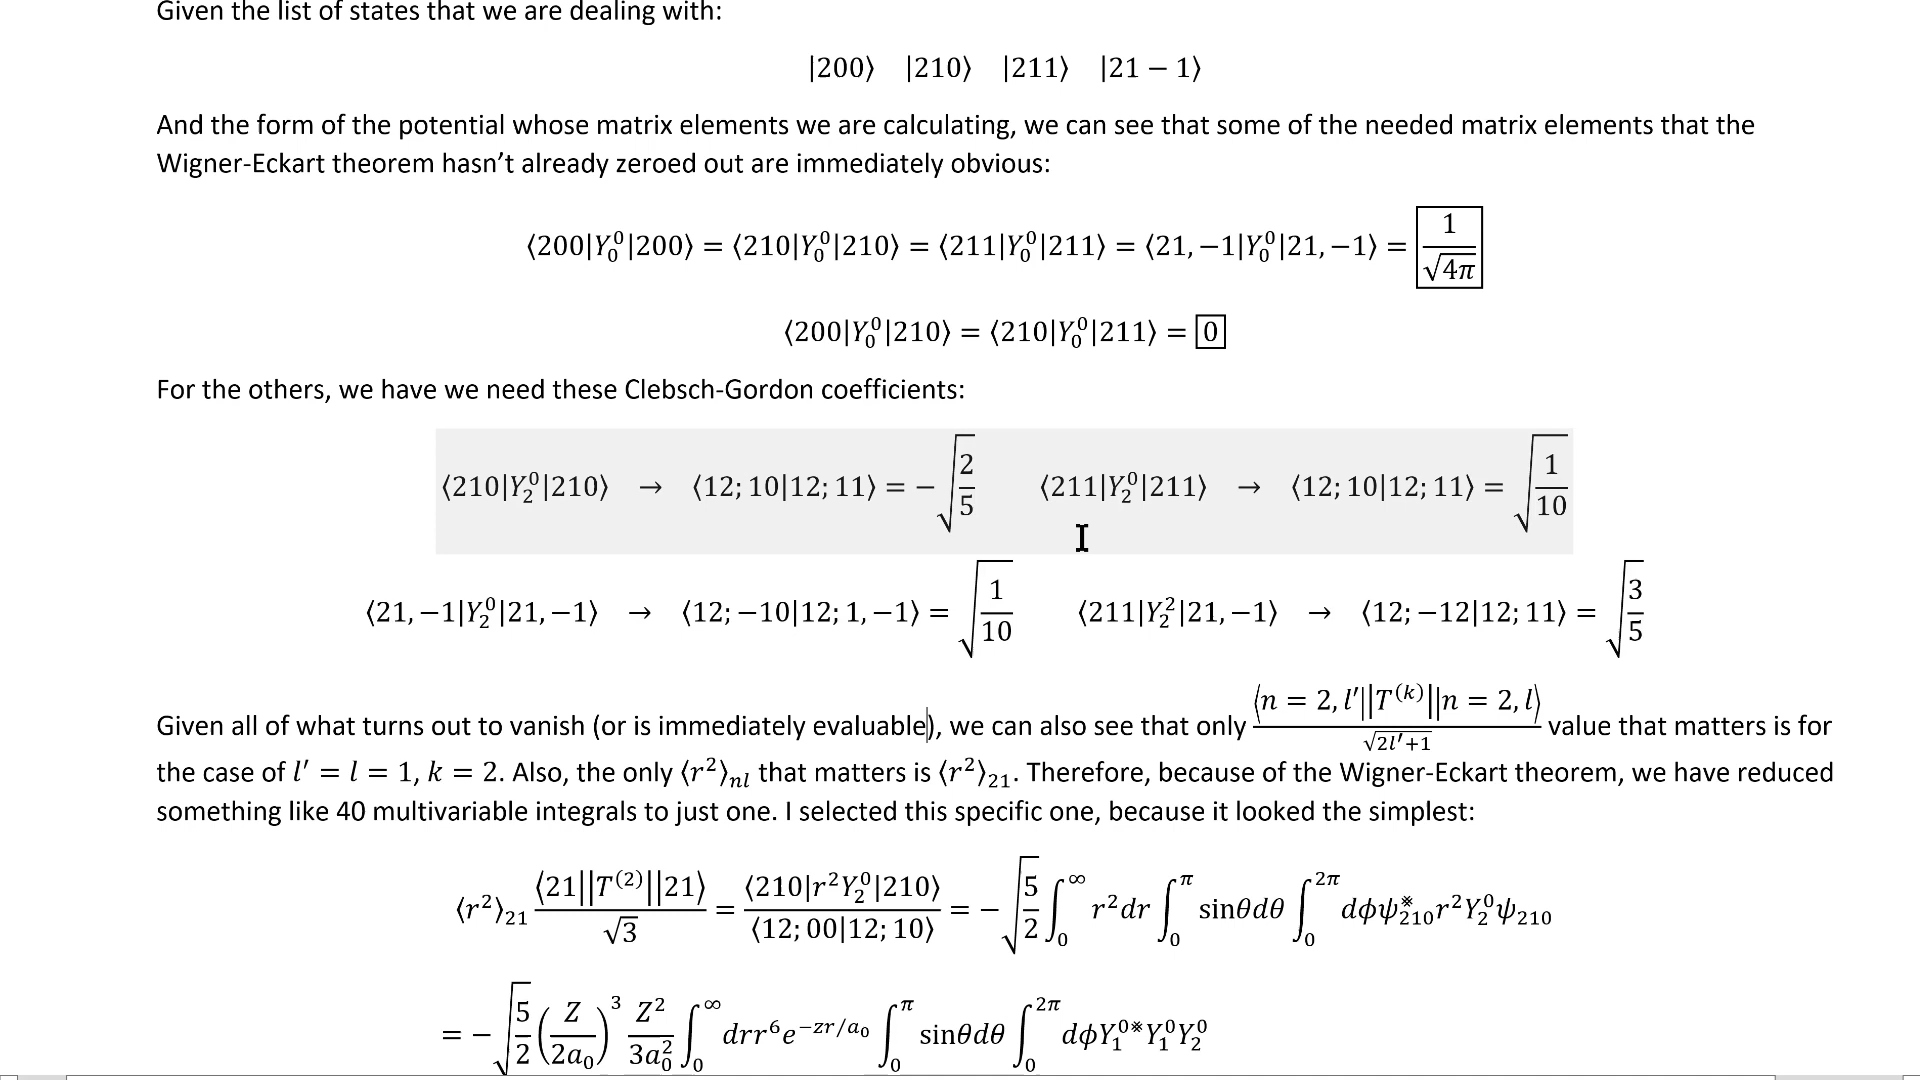 Given the list of states that we are dealing with:
|200⟩ |210⟩ |211⟩ |21 − 1⟩
And the form of the potential whose matrix elements we are calculating, we can see that some of the needed matrix elements that the
Wigner-Eckart theorem hasn’t already zeroed out are immediately obvious:
⟨200|Y₀⁰|200⟩ = ⟨210|Y₀⁰|210⟩ = ⟨211|Y₀⁰|211⟩ = ⟨21, −1|Y₀⁰|21, −1⟩ = 1/√4π
⟨200|Y₀⁰|210⟩ = ⟨210|Y₀⁰|211⟩ = 0
For the others, we have we need these Clebsch-Gordon coefficients:
⟨210|Y₂⁰|210⟩ → ⟨12; 10|12; 11⟩ = −√(2/5) ⟨211|Y₂⁰|211⟩ → ⟨12; 10|12; 11⟩ = √(1/10)
⟨21, −1|Y₂⁰|21, −1⟩ → ⟨12; −10|12; 1, −1⟩ = √(1/10) ⟨211|Y₂²|21, −1⟩ → ⟨12; −12|12; 11⟩ = √(3/5)
Given all of what turns out to vanish (or is immediately evaluable), we can also see that only ⟨n = 2, l′||T⁽ᵏ⁾||n = 2, l⟩/√2l′+1 value that matters is for
the case of l′ = l = 1, k = 2. Also, the only ⟨r²⟩ₙₗ that matters is ⟨r²⟩₂₁. Therefore, because of the Wigner-Eckart theorem, we have reduced
something like 40 multivariable integrals to just one. I selected this specific one, because it looked the simplest:
⟨r²⟩₂₁ ⟨21||T⁽²⁾||21⟩/√3 = ⟨210|r²Y₂⁰|210⟩/⟨12; 00|12; 10⟩ = −√(5/2) ∫₀^∞ r²dr ∫₀^π sinθdθ ∫₀^2π dϕψ*₂₁₀r²Y₂⁰ψ₂₁₀
= −√(5/2) (Z/2a₀)³ Z²/3a₀² ∫₀^∞ drr⁶e^(−zr/a₀) ∫₀^π sinθdθ ∫₀^2π dϕY₁⁰*Y₁⁰Y₂⁰